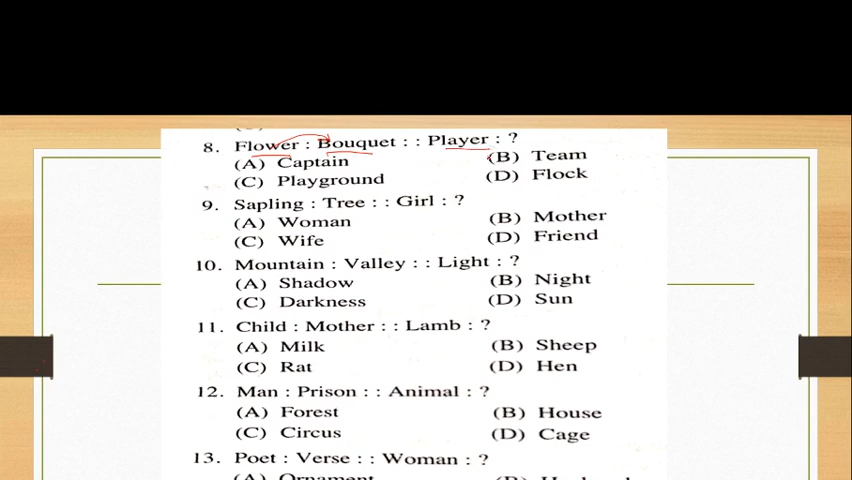 8. Flower : Bouquet : : Player : ?
(A) Captain (B) Team
(C) Playground (D) Flock
9. Sapling : Tree : : Girl : ?
(A) Woman (B) Mother
(C) Wife (D) Friend
10. Mountain : Valley : : Light : ?
(A) Shadow (B) Night
(C) Darkness (D) Sun
11. Child : Mother : : Lamb : ?
(A) Milk (B) Sheep
(C) Rat (D) Hen
12. Man : Prison : : Animal : ?
(A) Forest (B) House
(C) Circus (D) Cage
13. Poet : Verse : : Woman : ?
(A) Ornament (B)